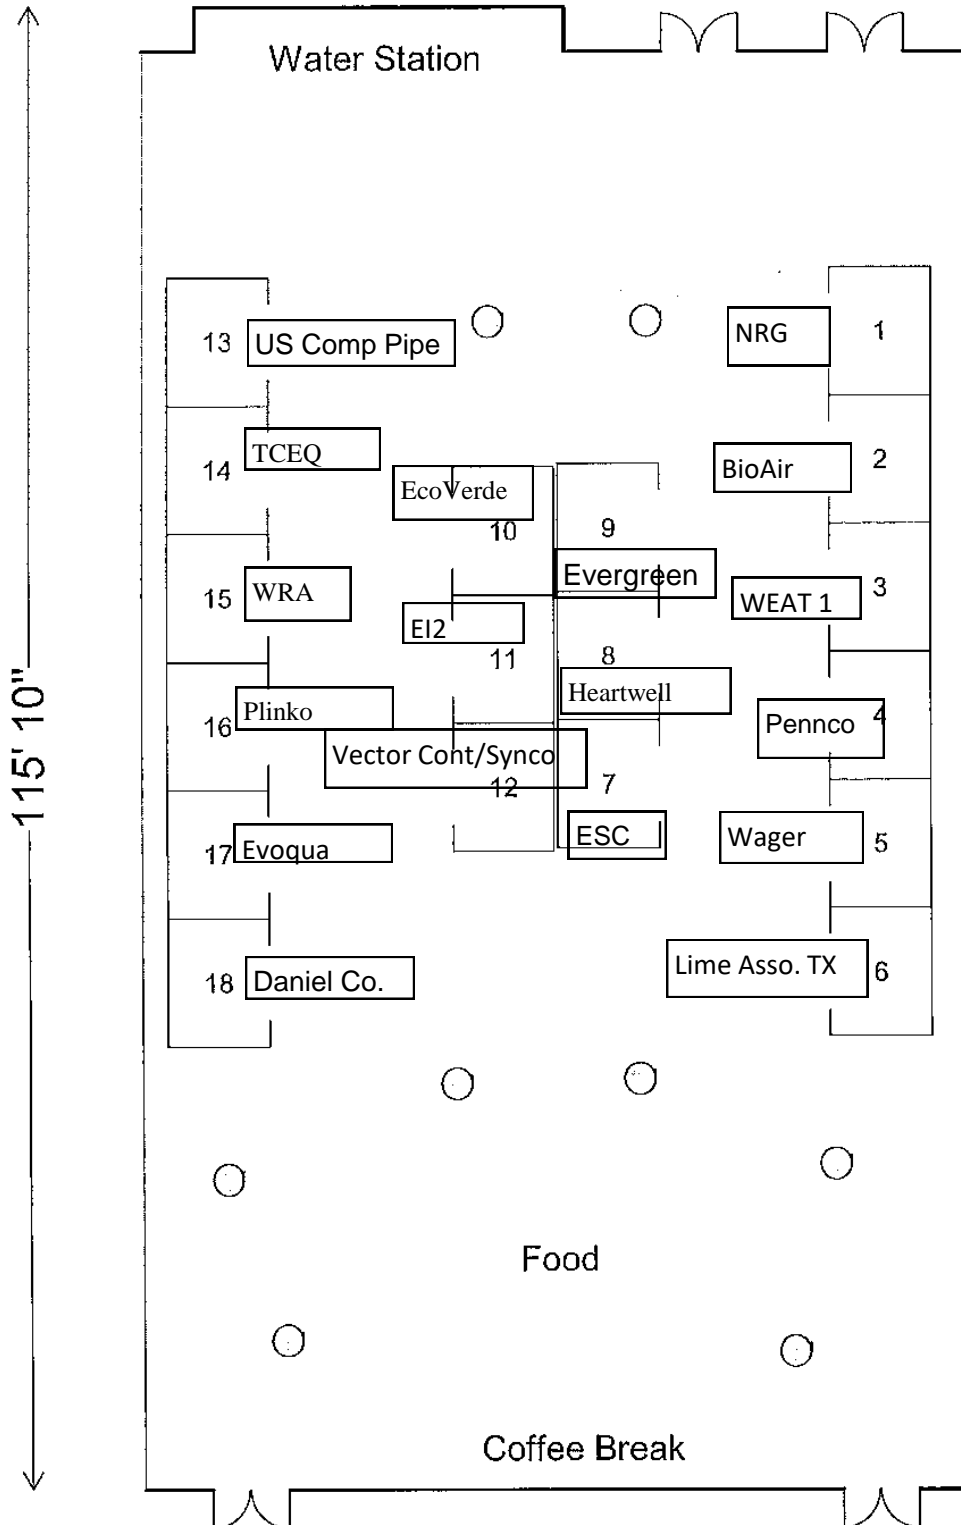 Water Station
115' 10"
13
US Comp Pipe
NRG
1
14
TCEQ
BioAir
2
EcoVerde
10
9
Evergreen
15
WRA
WEAT 1
3
EI2
11
8
Heartwell
16
Plinko
Pennco
4
Vector Cont/Synco
12
7
ESC
17
Evoqua
Wager
5
18
Daniel Co.
Lime Asso. TX
6
Food
Coffee Break